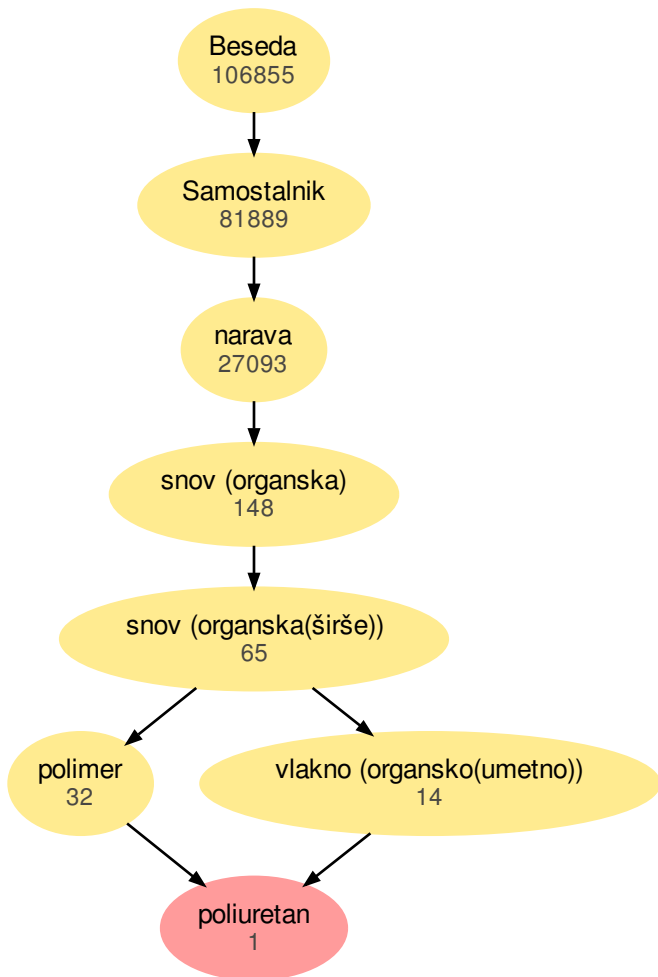 Beseda
106855
Samostalnik
81889
narava
27093
snov (organska)
148
snov (organska(širše))
65
polimer
32
vlakno (organsko(umetno))
14
poliuretan
1